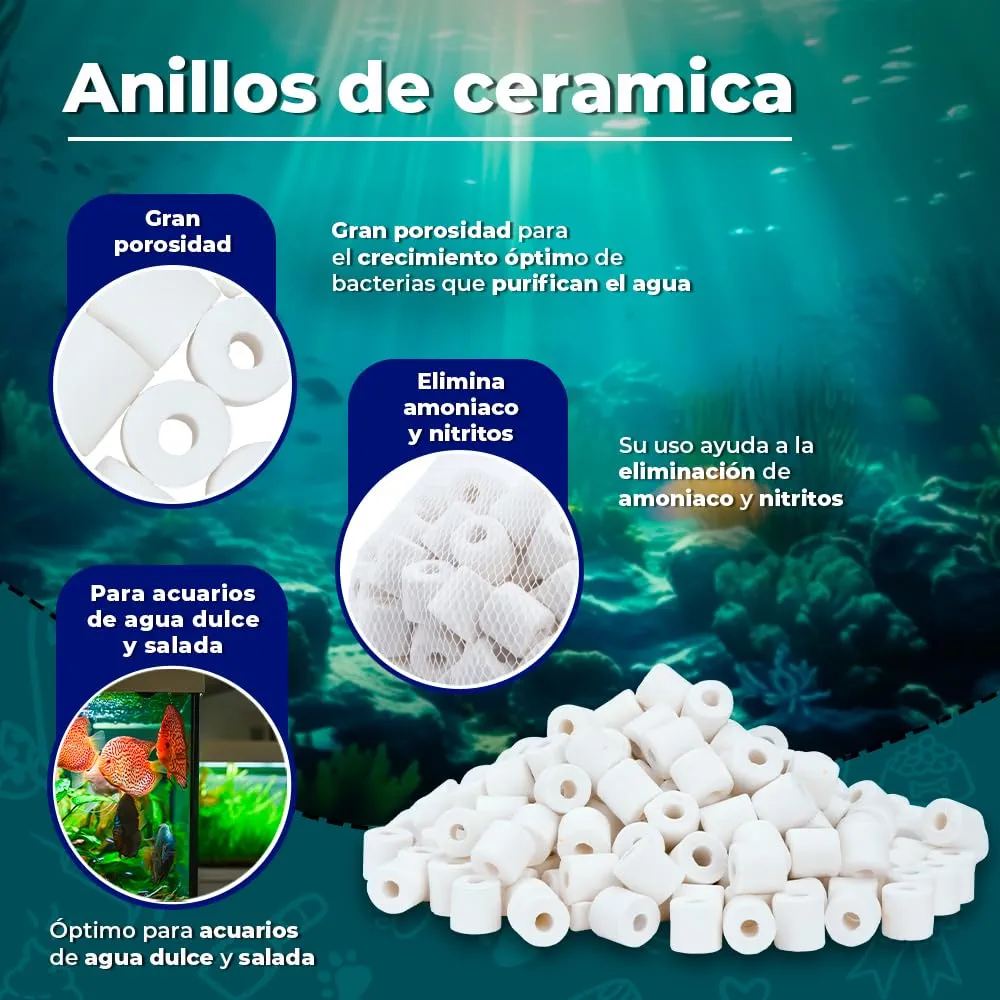 Anillos de ceramica
Gran
porosidad
Gran porosidad para
el crecimiento óptimo de
bacterias que purifican el agua
Elimina
amoniaco
y nitritos
Su uso ayuda a la
eliminación de
amoniaco y nitritos
Para acuarios
de agua dulce
y salada
Óptimo para acuarios
de agua dulce y salada